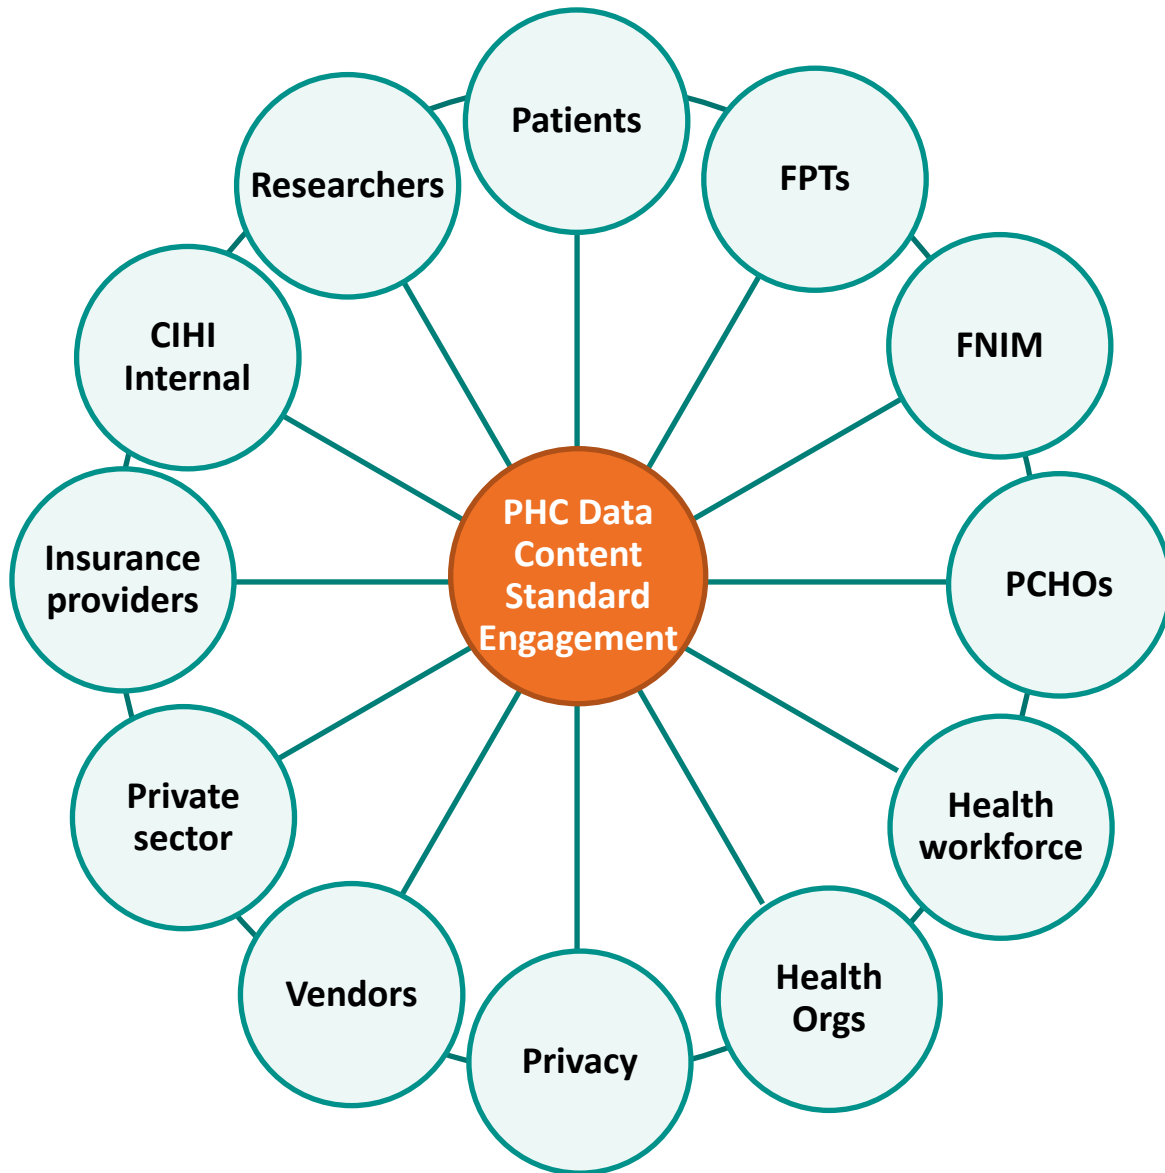 Patients
FPTs
FNIM
PCHOs
Health
workforce
Health
Orgs
Privacy
Vendors
Private
sector
Insurance
providers
CIHI
Internal
Researchers
PHC Data
Content
Standard
Engagement